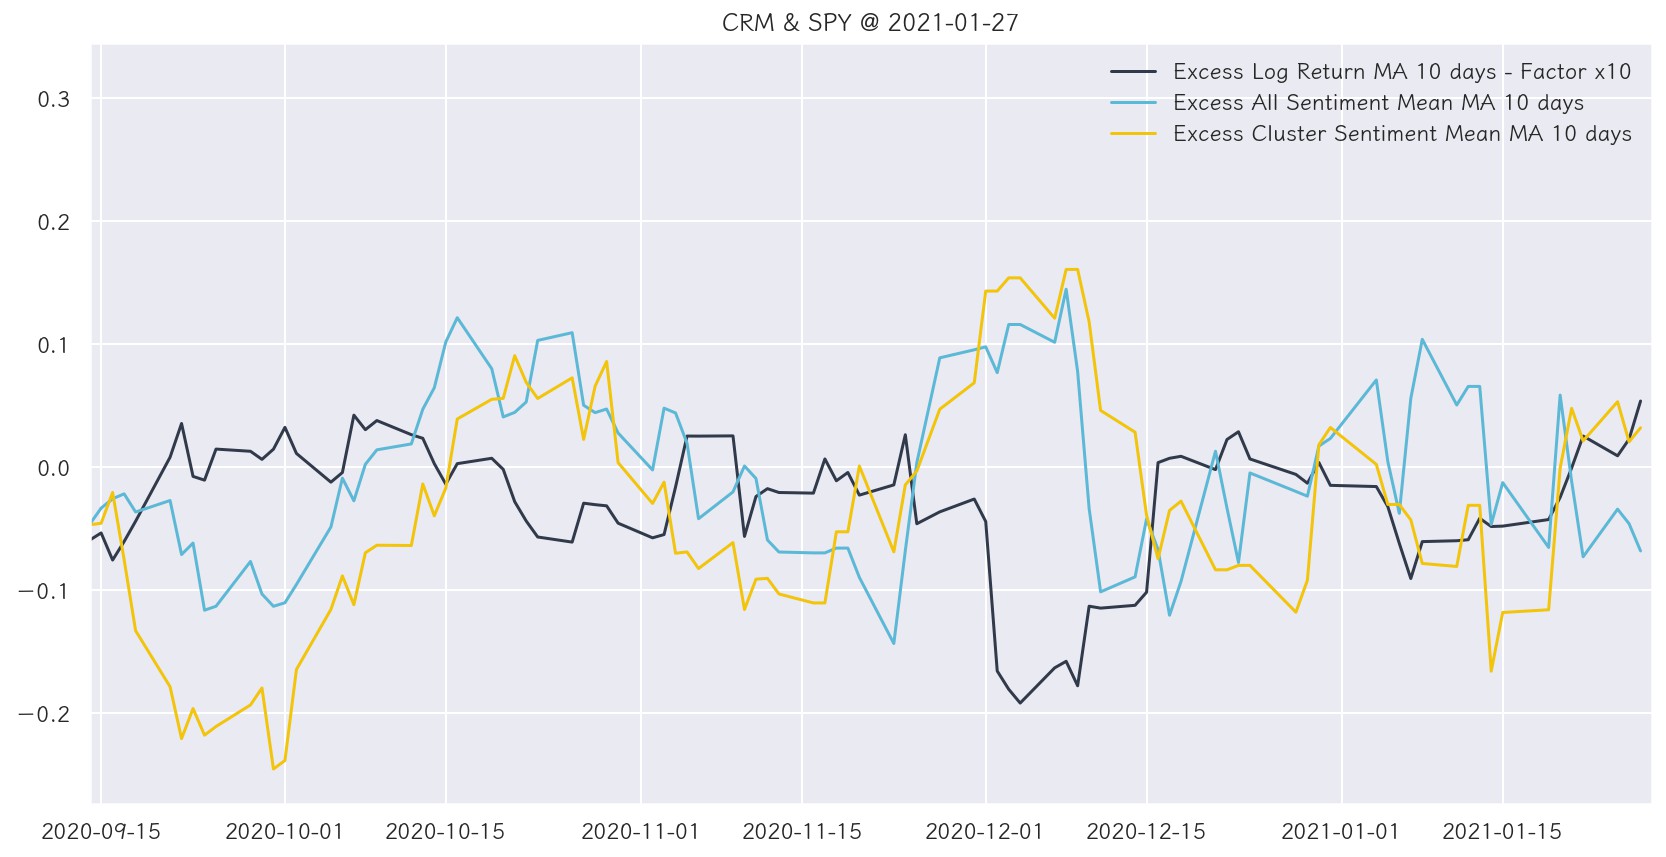 CRM & SPY @ 2021-01-27
Excess Log Return MA 10 days - Factor x10
Excess All Sentiment Mean MA 10 days
Excess Cluster Sentiment Mean MA 10 days
0.3
0.2
0.1
0.0
−0.1
−0.2
2020-09-15 2020-10-01 2020-10-15 2020-11-01 2020-11-15 2020-12-01 2020-12-15 2021-01-01 2021-01-15